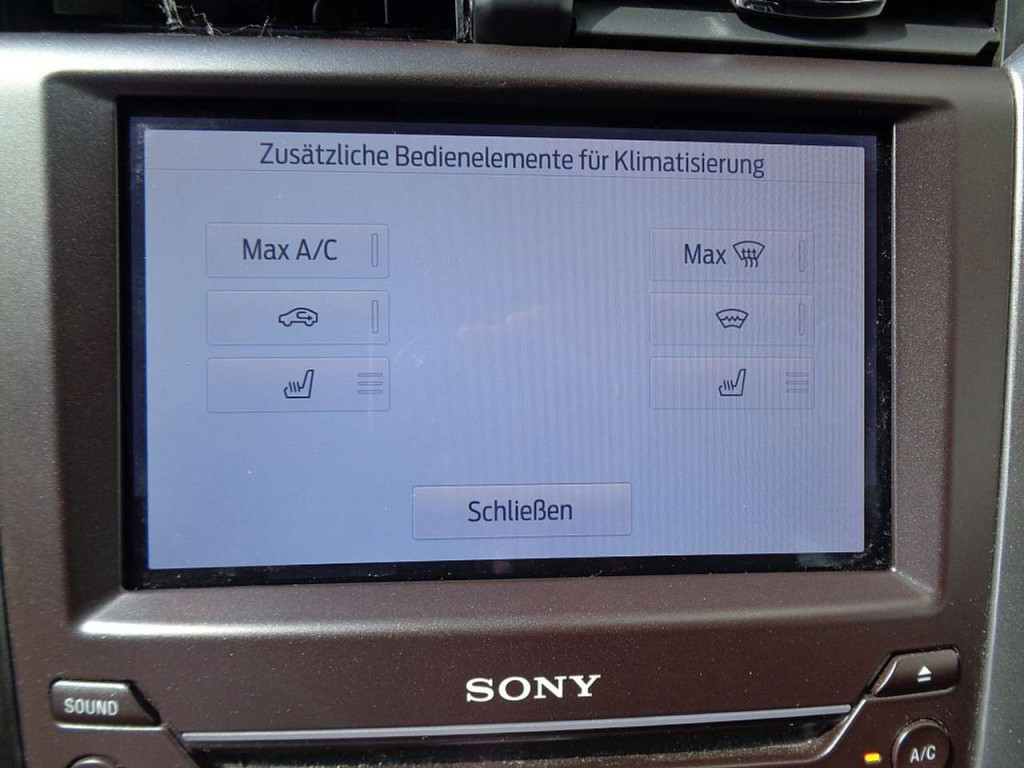 Zusätzliche Bedienelemente für Klimatisierung
Max A/C
Max
Schließen
SONY
SOUND
A/C